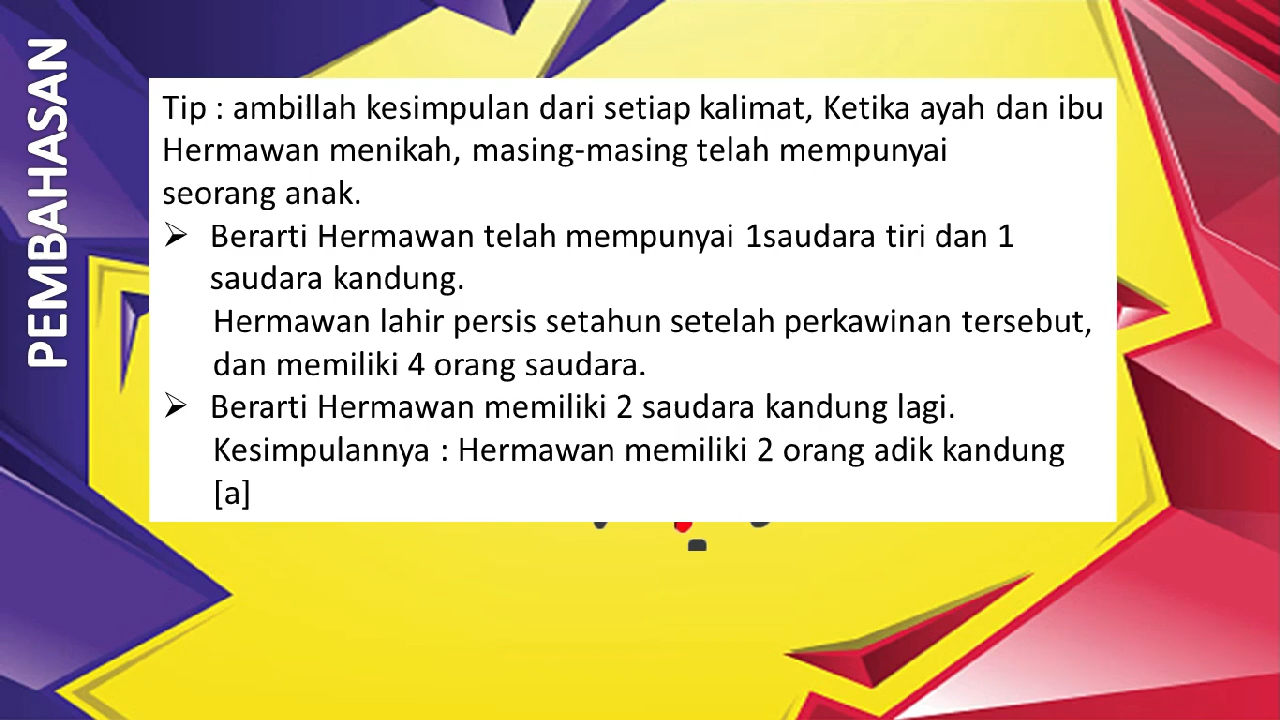 PEMBAHASAN
Tip : ambillah kesimpulan dari setiap kalimat, Ketika ayah dan ibu
Hermawan menikah, masing-masing telah mempunyai
seorang anak.
➢ Berarti Hermawan telah mempunyai 1saudara tiri dan 1
saudara kandung.
Hermawan lahir persis setahun setelah perkawinan tersebut,
dan memiliki 4 orang saudara.
➢ Berarti Hermawan memiliki 2 saudara kandung lagi.
Kesimpulannya : Hermawan memiliki 2 orang adik kandung
[a]